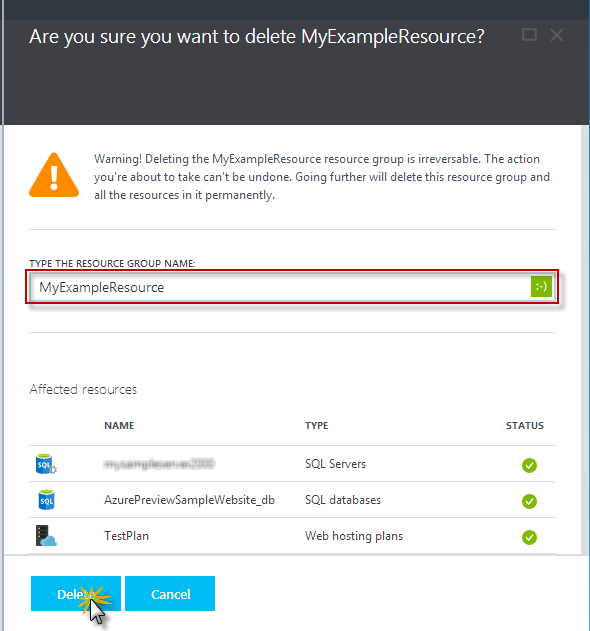 Are you sure you want to delete MyExampleResource?
Warning! Deleting the MyExampleResource resource group is irreversable. The action
you're about to take can't be undone. Going further will delete this resource group and
all the resources in it permanently.
TYPE THE RESOURCE GROUP NAME:
MyExampleResource :-)
Affected resources
NAME TYPE STATUS
SQL SQL Servers
SQL AzurePreviewSampleWebsite_db SQL databases
TestPlan Web hosting plans
Delete Cancel